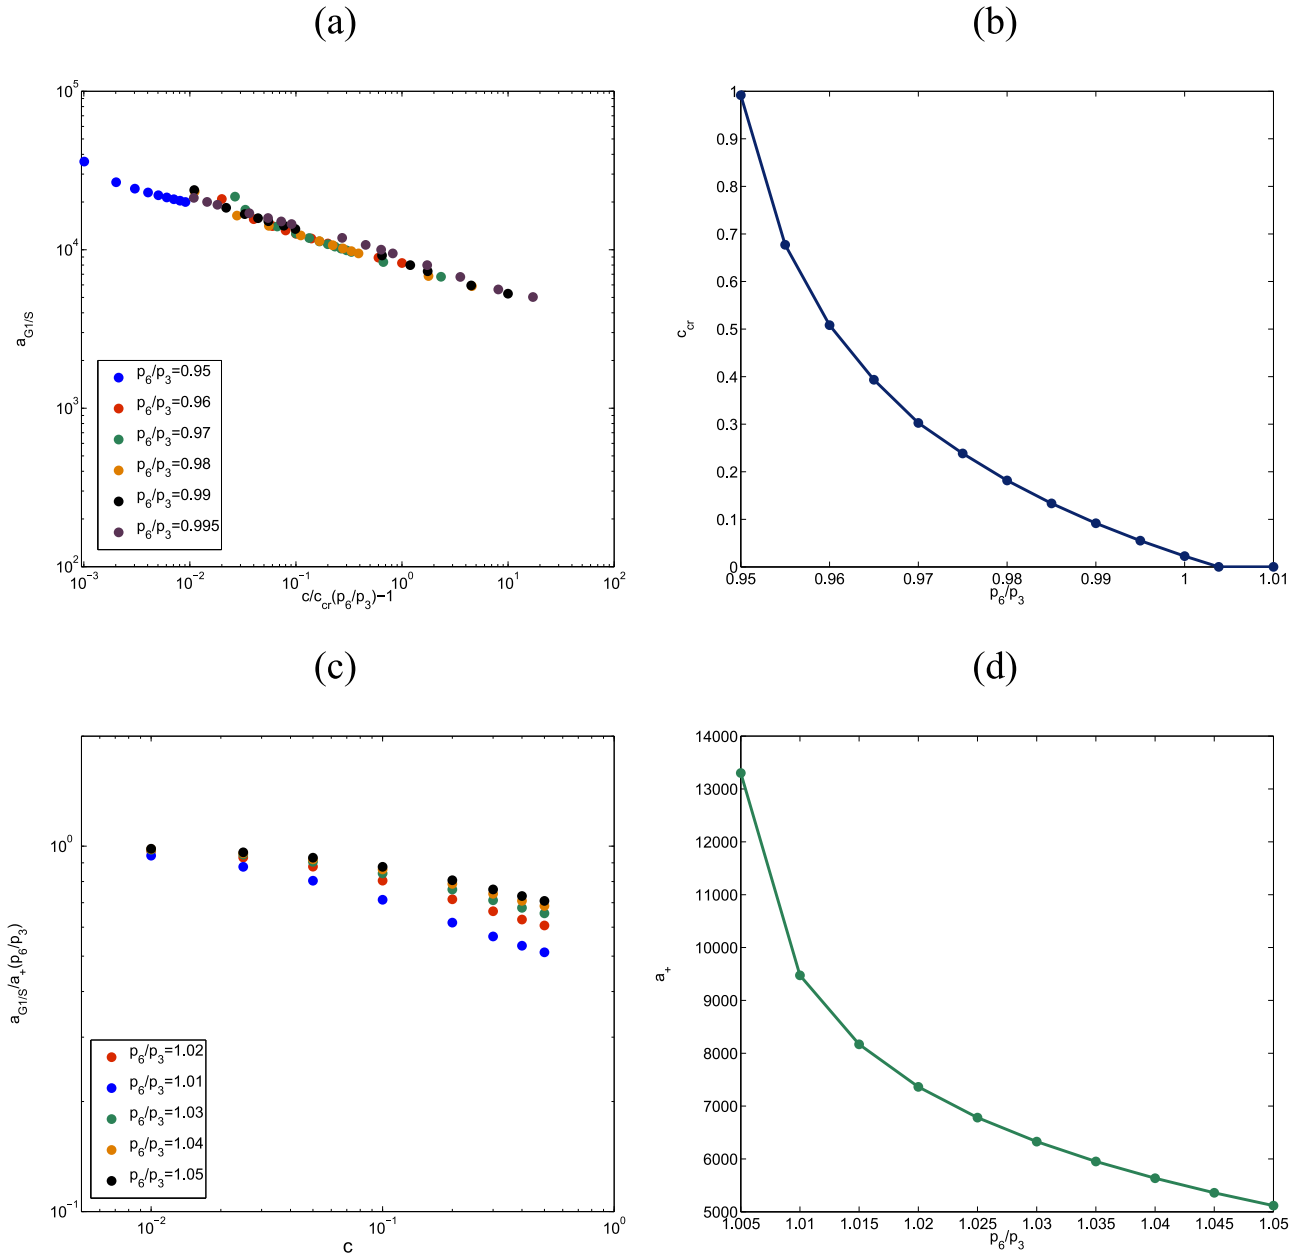 (a)
10^5
10^4
10^3
10^2
a_G1/S
p_6/p_3=0.95
p_6/p_3=0.96
p_6/p_3=0.97
p_6/p_3=0.98
p_6/p_3=0.99
p_6/p_3=0.995
10^−3 10^−2 10^−1 10^0 10^1 10^2
c/c_cr(p_6/p_3)−1
(b)
1
0.9
0.8
0.7
0.6
0.5
0.4
0.3
0.2
0.1
0
c_cr
0.95 0.96 0.97 0.98 0.99 1 1.01
p_6/p_3
(c)
10^0
10^−1
a_G1/S/a_+(p_6/p_3)
p_6/p_3=1.02
p_6/p_3=1.01
p_6/p_3=1.03
p_6/p_3=1.04
p_6/p_3=1.05
10^−2 10^−1 10^0
c
(d)
14000
13000
12000
11000
10000
9000
8000
7000
6000
5000
a_+
1.005 1.01 1.015 1.02 1.025 1.03 1.035 1.04 1.045 1.05
p_6/p_3